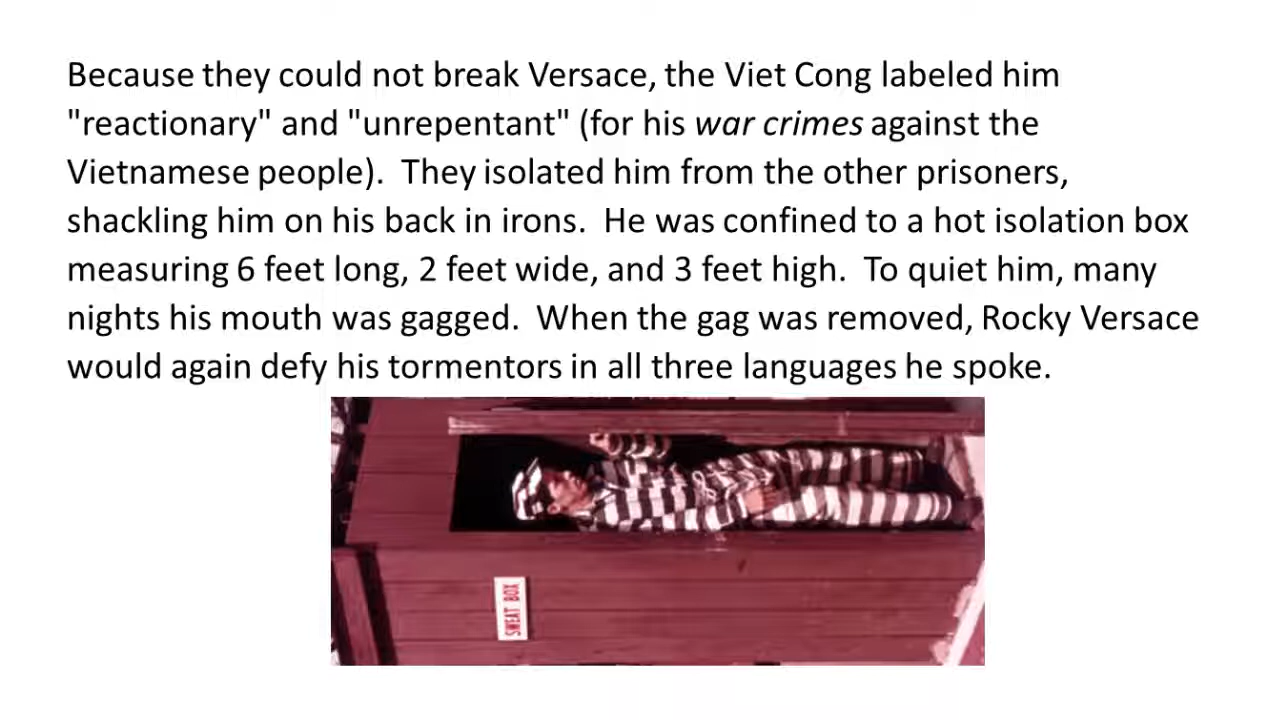 Because they could not break Versace, the Viet Cong labeled him
"reactionary" and "unrepentant" (for his war crimes against the
Vietnamese people).  They isolated him from the other prisoners,
shackling him on his back in irons.  He was confined to a hot isolation box
measuring 6 feet long, 2 feet wide, and 3 feet high.  To quiet him, many
nights his mouth was gagged.  When the gag was removed, Rocky Versace
would again defy his tormentors in all three languages he spoke.
SWEAT BOX